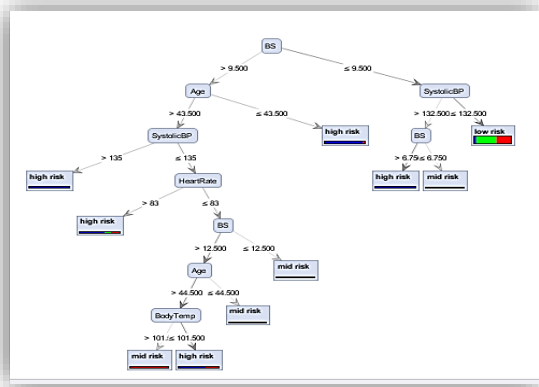 BS
> 9.500 ≤ 9.500
Age SystolicBP
> 43.500 ≤ 43.500 > 132.500 ≤ 132.500
SystolicBP high risk BS low risk
> 135 ≤ 135 > 6.750 ≤ 6.750
high risk HeartRate high risk mid risk
> 83 ≤ 83
high risk BS
> 12.500 ≤ 12.500
Age mid risk
> 44.500 ≤ 44.500
BodyTemp mid risk
> 101. ≤ 101.500
mid risk high risk